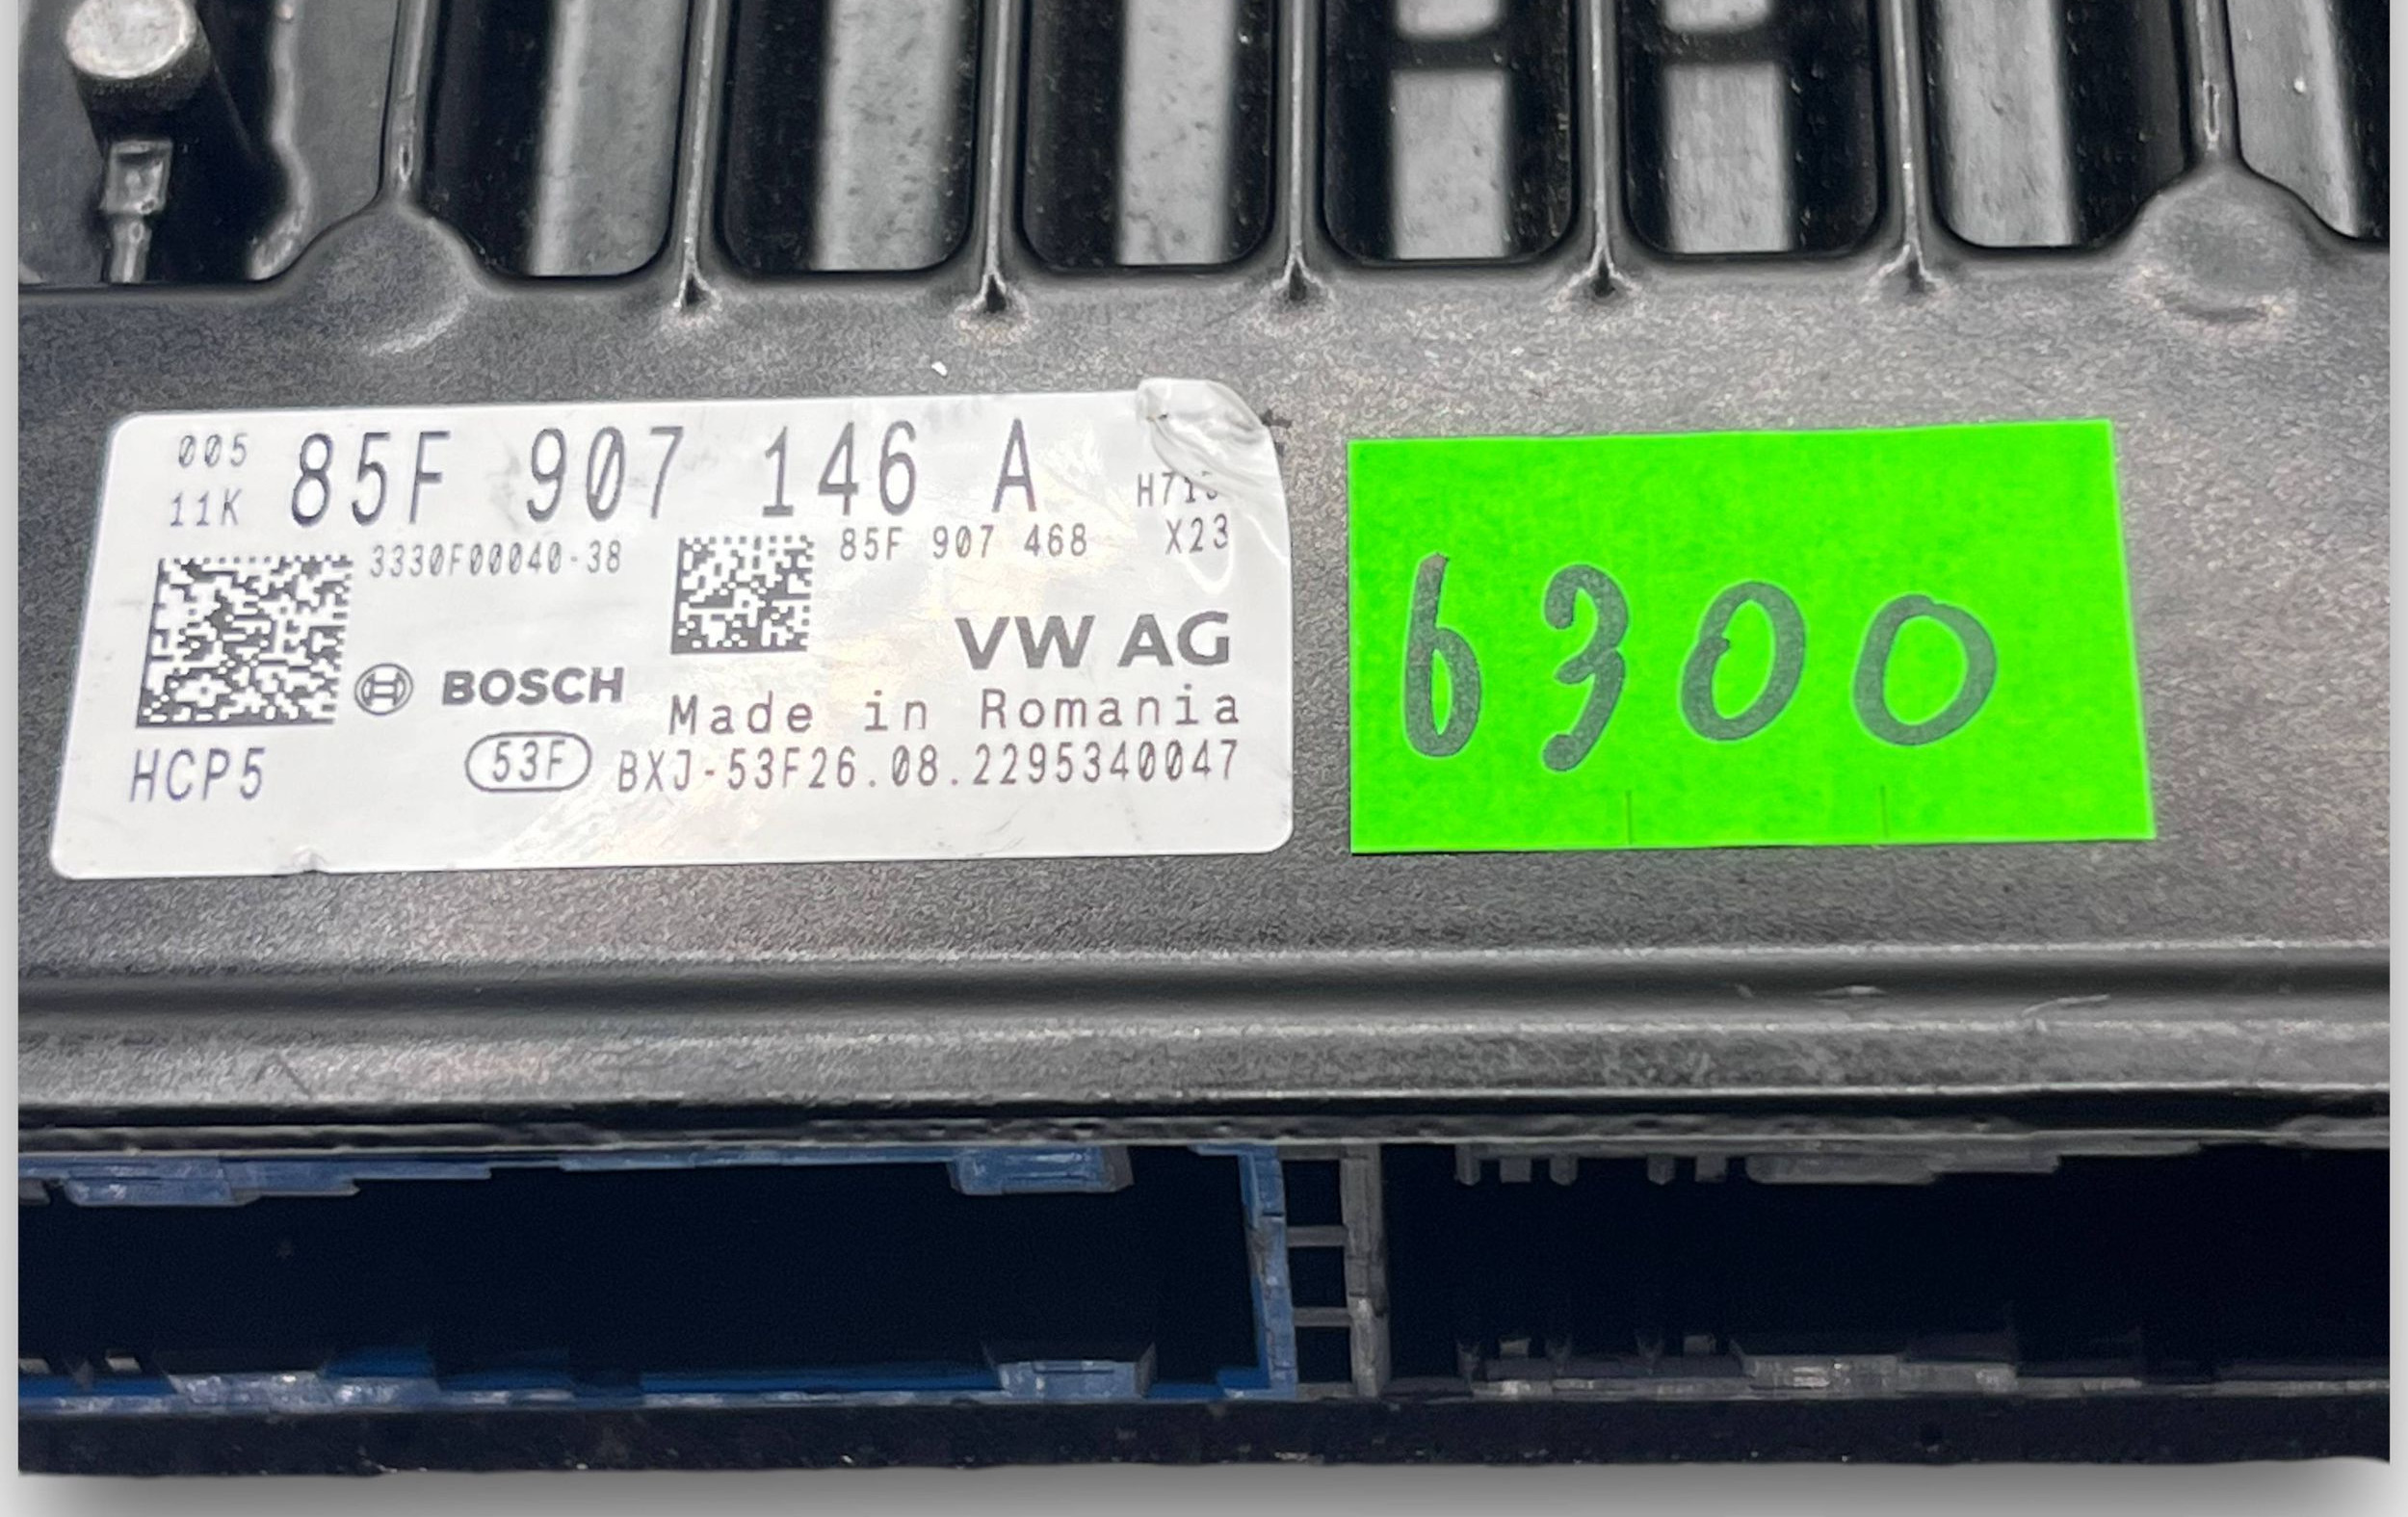 005 85F 907 146 A
11K
3330F00040-38
85F 907 468 X23
VW AG
BOSCH
Made in Romania
HCP5 53F BXJ-53F26.08.2295340047
6300